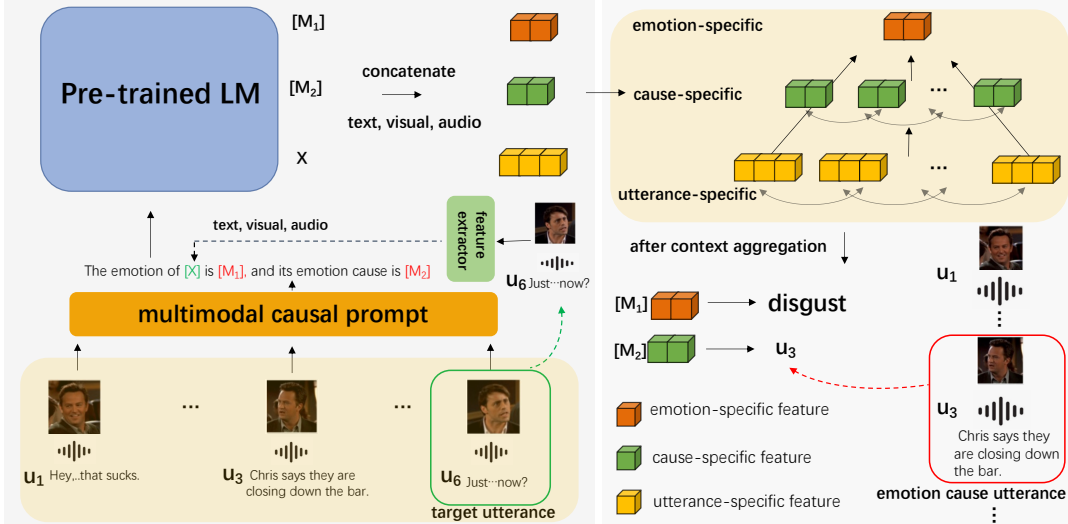 Pre-trained LM
[M₁]
[M₂]
X
concatenate
text, visual, audio
text, visual, audio
feature
extractor
u₆ Just···now?
The emotion of [X] is [M₁], and its emotion cause is [M₂]
multimodal causal prompt
...
...
u₁ Hey,..that sucks.
u₃ Chris says they are
closing down the bar.
u₆ Just···now?
target utterance
emotion-specific
cause-specific
...
utterance-specific
...
after context aggregation
[M₁]
disgust
[M₂]
u₃
emotion-specific feature
cause-specific feature
utterance-specific feature
u₁
⋮
u₃
Chris says they
are closing down
the bar.
emotion cause utterance
⋮